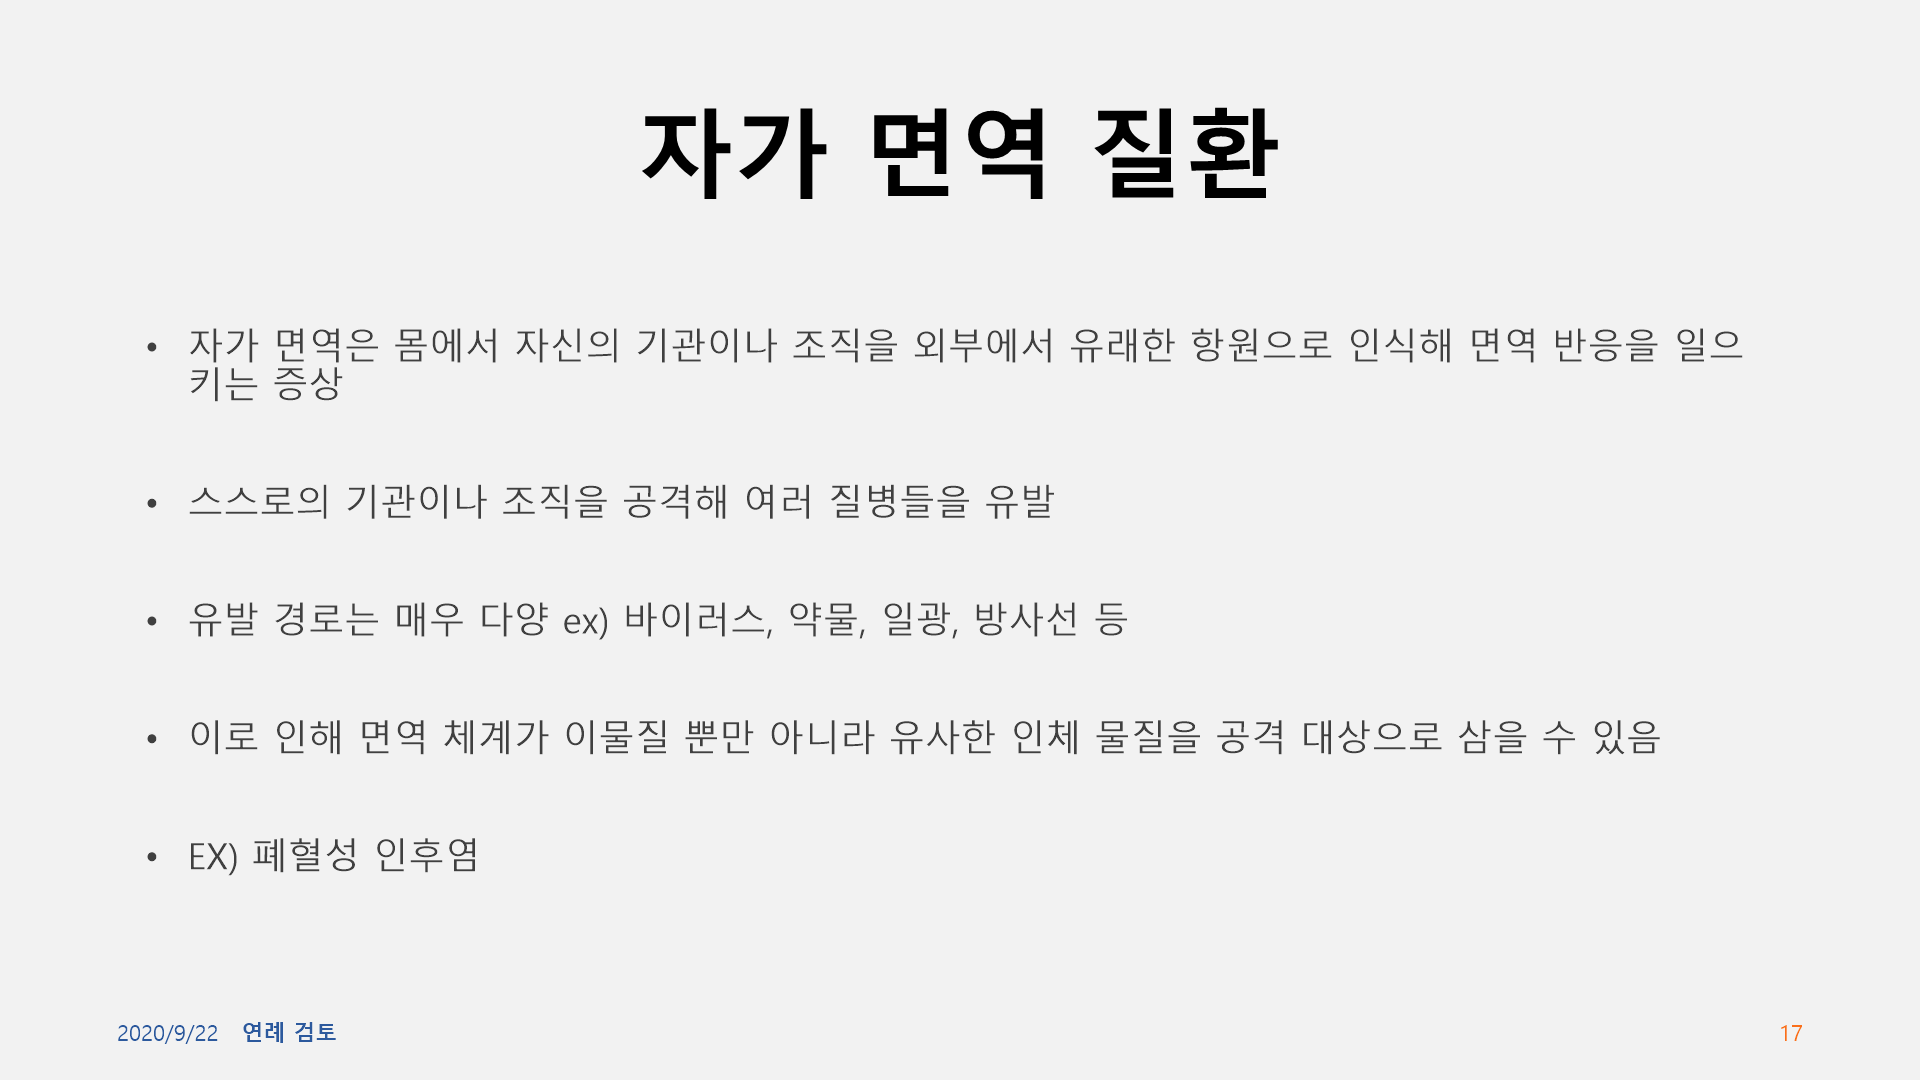 자가 면역 질환
• 자가 면역은 몸에서 자신의 기관이나 조직을 외부에서 유래한 항원으로 인식해 면역 반응을 일으
키는 증상
• 스스로의 기관이나 조직을 공격해 여러 질병들을 유발
• 유발 경로는 매우 다양 ex) 바이러스, 약물, 일광, 방사선 등
• 이로 인해 면역 체계가 이물질 뿐만 아니라 유사한 인체 물질을 공격 대상으로 삼을 수 있음
• EX) 폐혈성 인후염
2020/9/22 연례 검토
17